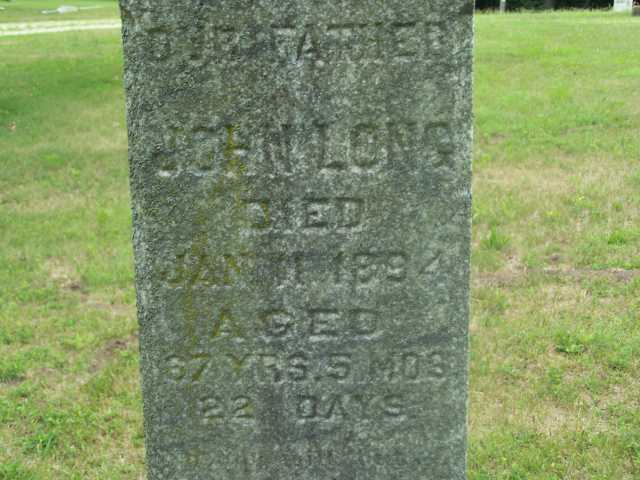 OUR FATHER
JOHN LONG
DIED
JAN 11 1894
AGED
67 YRS. 5 MOS
22 DAYS